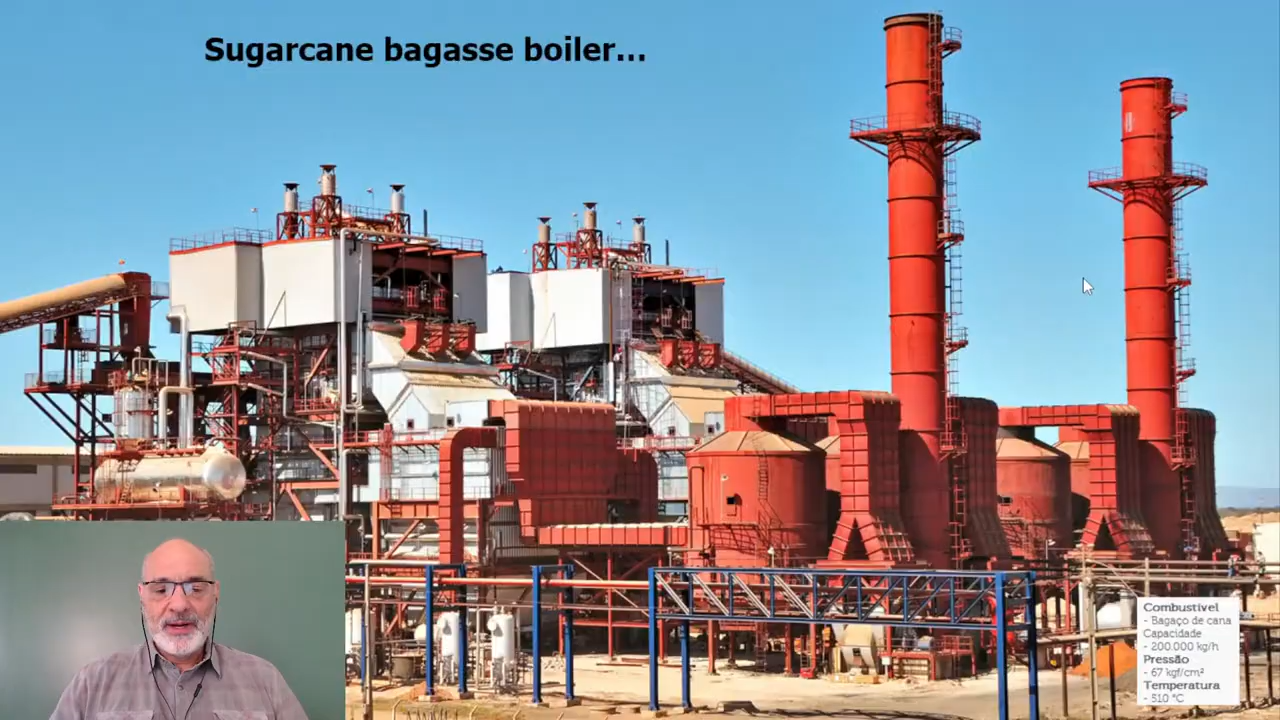 Sugarcane bagasse boiler...
Combustível
- Bagaço de cana
Capacidade
- 200.000 kg/h
Pressão
- 67 kgf/cm²
Temperatura
- 510 °C